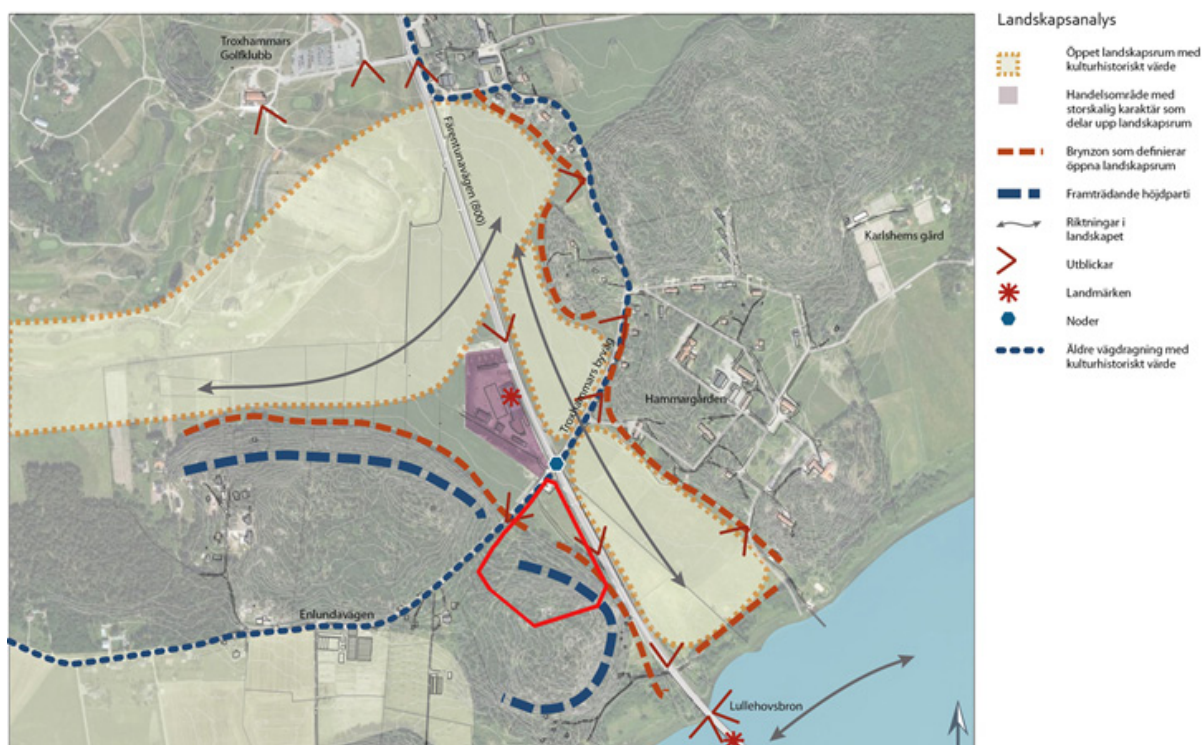 Troxhammars
Golfklubb
Färentunavägen (800)
Karlshems gård
Troxhammars byväg
Hammargården
Enlundavägen
Lullehovsbron
Landskapsanalys
Öppet landskapsrum med
kulturhistoriskt värde
Handelsområde med
storskalig karaktär som
delar upp landskapsrum
Brynzon som definierar
öppna landskapsrum
Framträdande höjdparti
Riktningar i
landskapet
Utblickar
Landmärken
Noder
Äldre vägdragning med
kulturhistoriskt värde